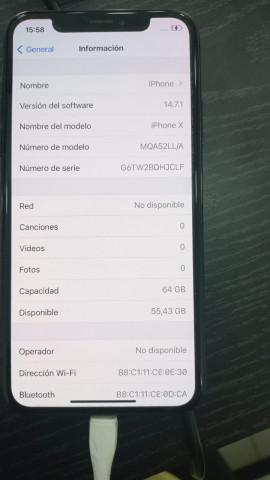 15:58
General Información
Nombre iPhone
Versión del software 14.7.1
Nombre del modelo iPhone X
Número de modelo MQA52LL/A
Número de serie G6TW2BDHJCLF
Red No disponible
Canciones 0
Videos 0
Fotos 0
Capacidad 64 GB
Disponible 55,43 GB
Operador No disponible
Dirección Wi-Fi B8:C1:11:CE:0E:30
Bluetooth B8:C1:11:CE:0D:CA